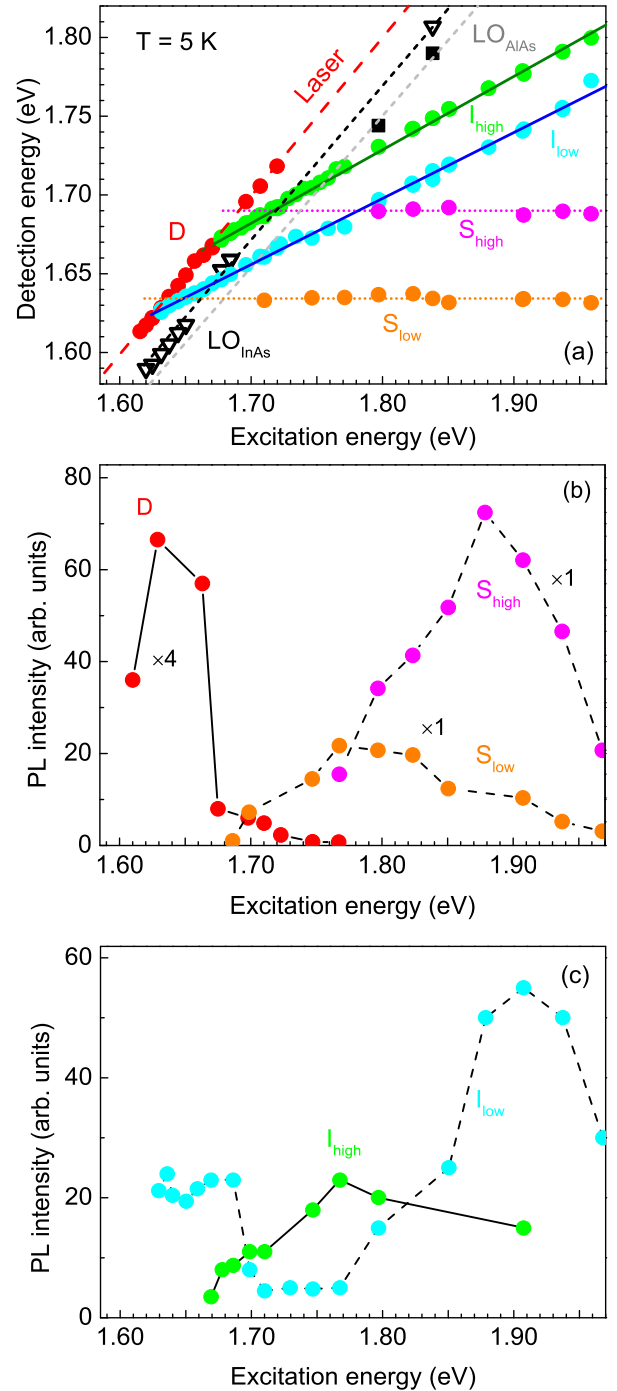 T = 5 K
Laser
LO_AlAs
I_high
I_low
D
S_high
S_low
LO_InAs
(a)
1.80
1.75
1.70
1.65
1.60
Detection energy (eV)
1.60 1.70 1.80 1.90
Excitation energy (eV)
(b)
D
×4
S_high
×1
×1
S_low
80
60
40
20
0
PL intensity (arb. units)
1.60 1.70 1.80 1.90
Excitation energy (eV)
(c)
I_low
I_high
60
50
40
30
20
10
0
PL intensity (arb. units)
1.60 1.70 1.80 1.90
Excitation energy (eV)